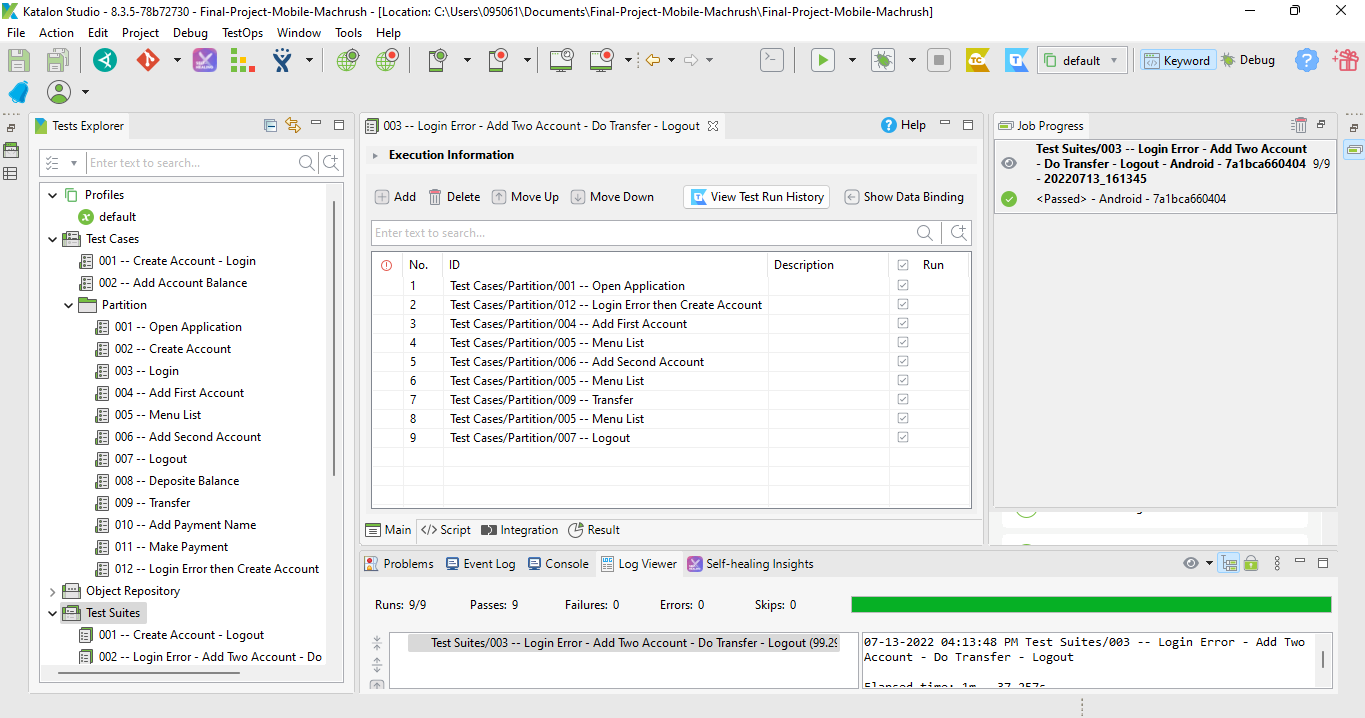 Katalon Studio - 8.3.5-78b72730 - Final-Project-Mobile-Machrush - [Location: C:\Users\095061\Documents\Final-Project-Mobile-Machrush\Final-Project-Mobile-Machrush]
File Action Edit Project Debug TestOps Window Tools Help
default
Keyword
Debug
Tests Explorer
Enter text to search...
Profiles
default
Test Cases
001 -- Create Account - Login
002 -- Add Account Balance
Partition
001 -- Open Application
002 -- Create Account
003 -- Login
004 -- Add First Account
005 -- Menu List
006 -- Add Second Account
007 -- Logout
008 -- Deposite Balance
009 -- Transfer
010 -- Add Payment Name
011 -- Make Payment
012 -- Login Error then Create Account
Object Repository
Test Suites
001 -- Create Account - Logout
002 -- Login Error - Add Two Account - Do
003 -- Login Error - Add Two Account - Do Transfer - Logout
Help
Execution Information
Add Delete Move Up Move Down View Test Run History Show Data Binding
Enter text to search...
No. ID Description Run
1 Test Cases/Partition/001 -- Open Application
2 Test Cases/Partition/012 -- Login Error then Create Account
3 Test Cases/Partition/004 -- Add First Account
4 Test Cases/Partition/005 -- Menu List
5 Test Cases/Partition/006 -- Add Second Account
6 Test Cases/Partition/005 -- Menu List
7 Test Cases/Partition/009 -- Transfer
8 Test Cases/Partition/005 -- Menu List
9 Test Cases/Partition/007 -- Logout
Main Script Integration Result
Job Progress
Test Suites/003 -- Login Error - Add Two Account
- Do Transfer - Logout - Android - 7a1bca660404 9/9
- 20220713_161345
<Passed> - Android - 7a1bca660404
Problems Event Log Console Log Viewer Self-healing Insights
Runs: 9/9 Passes: 9 Failures: 0 Errors: 0 Skips: 0
Test Suites/003 -- Login Error - Add Two Account - Do Transfer - Logout (99.29
07-13-2022 04:13:48 PM Test Suites/003 -- Login Error - Add Two
Account - Do Transfer - Logout
Elapsed time: 1m - 37.257s